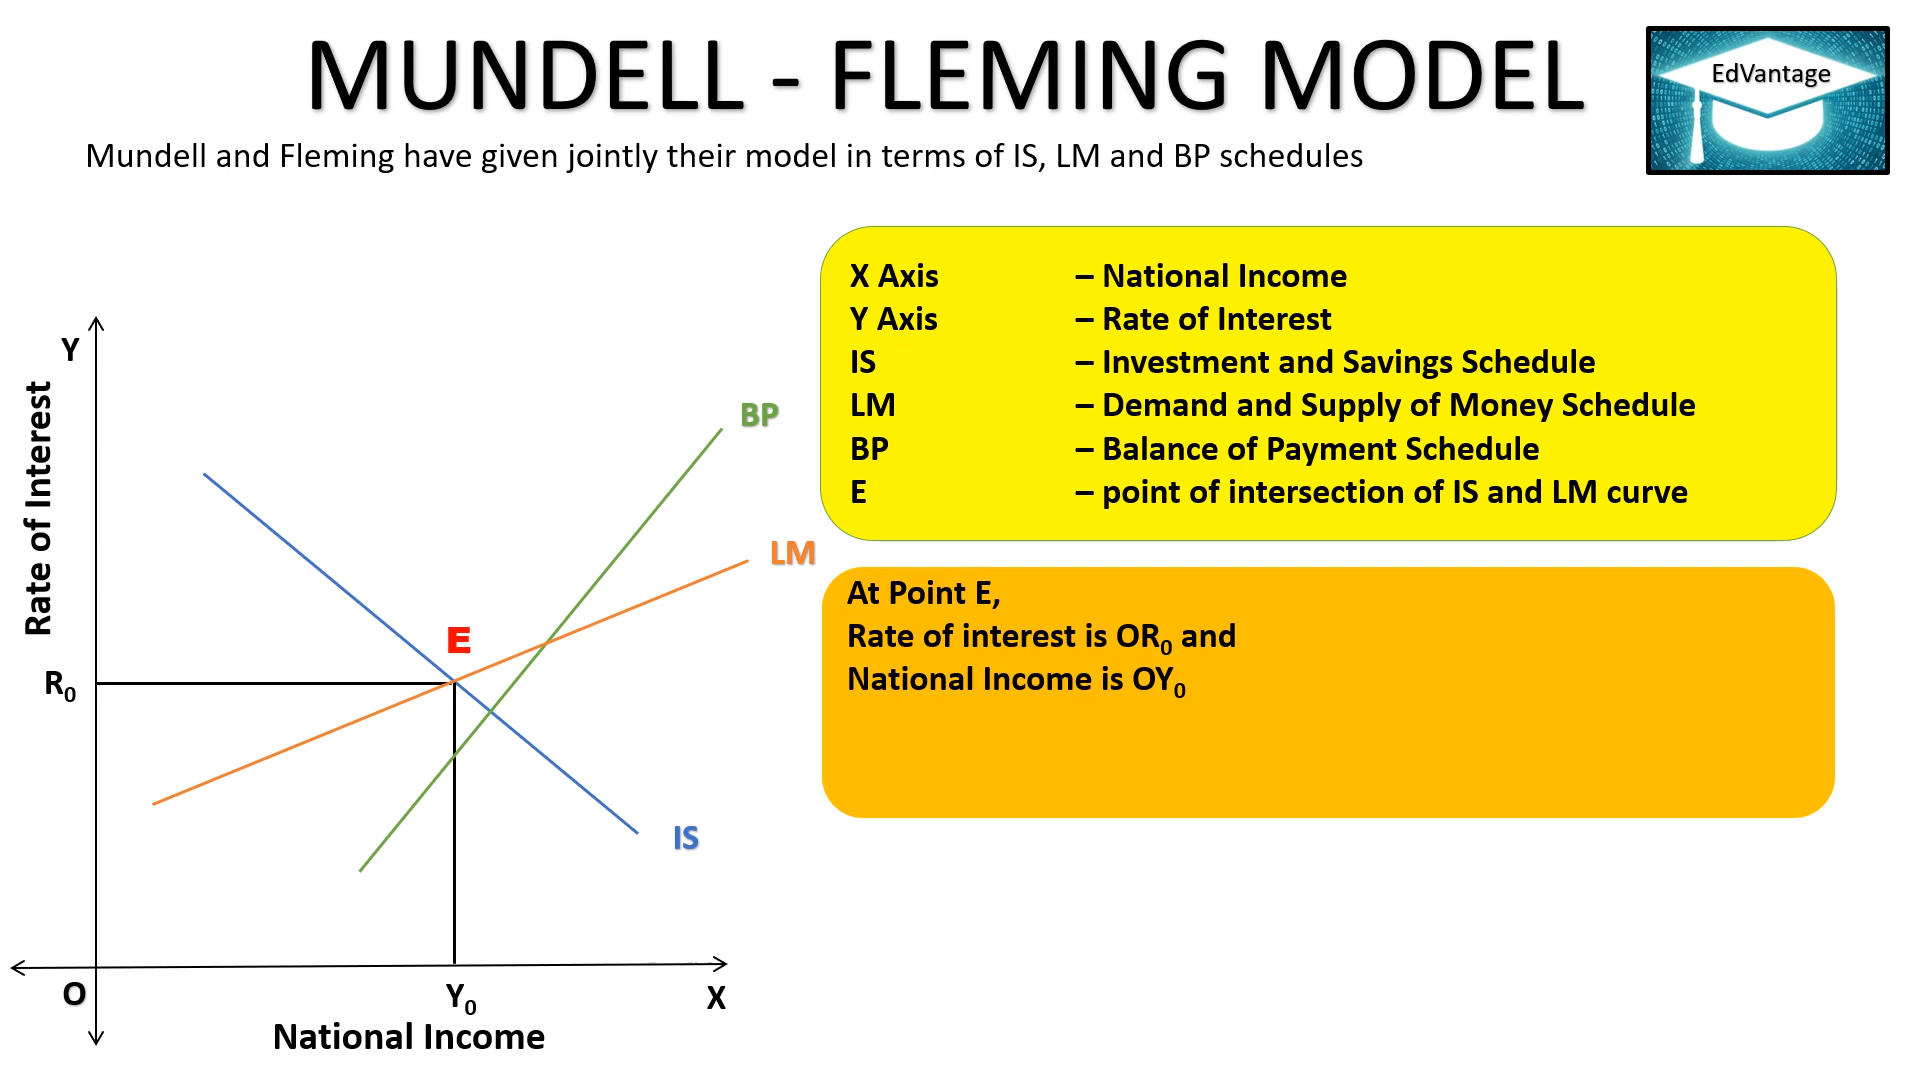 MUNDELL - FLEMING MODEL
EdVantage
Mundell and Fleming have given jointly their model in terms of IS, LM and BP schedules
X Axis – National Income
Y Axis – Rate of Interest
IS – Investment and Savings Schedule
LM – Demand and Supply of Money Schedule
BP – Balance of Payment Schedule
E – point of intersection of IS and LM curve
At Point E,
Rate of interest is OR₀ and
National Income is OY₀
Y
Rate of Interest
BP
LM
E
R₀
IS
O
Y₀
X
National Income